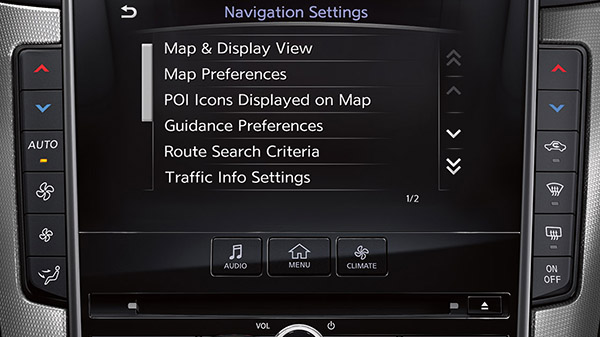 Navigation Settings
Map & Display View
Map Preferences
POI Icons Displayed on Map
Guidance Preferences
Route Search Criteria
Traffic Info Settings
1/2
AUTO
ON
OFF
AUDIO
MENU
CLIMATE
VOL